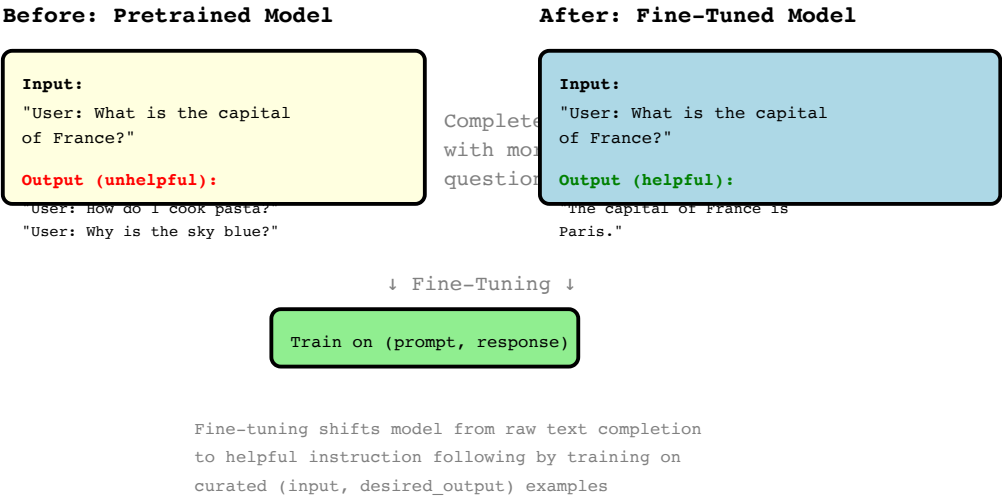 Before: Pretrained Model
After: Fine-Tuned Model
Input:
"User: What is the capital
of France?"
Output (unhelpful):
"User: How do I cook pasta?"
"User: Why is the sky blue?"
Complete
with
question
Input:
"User: What is the capital
of France?"
Output (helpful):
"The capital of France is
Paris."
↓ Fine-Tuning ↓
Train on (prompt, response)
Fine-tuning shifts model from raw text completion
to helpful instruction following by training on
curated (input, desired_output) examples